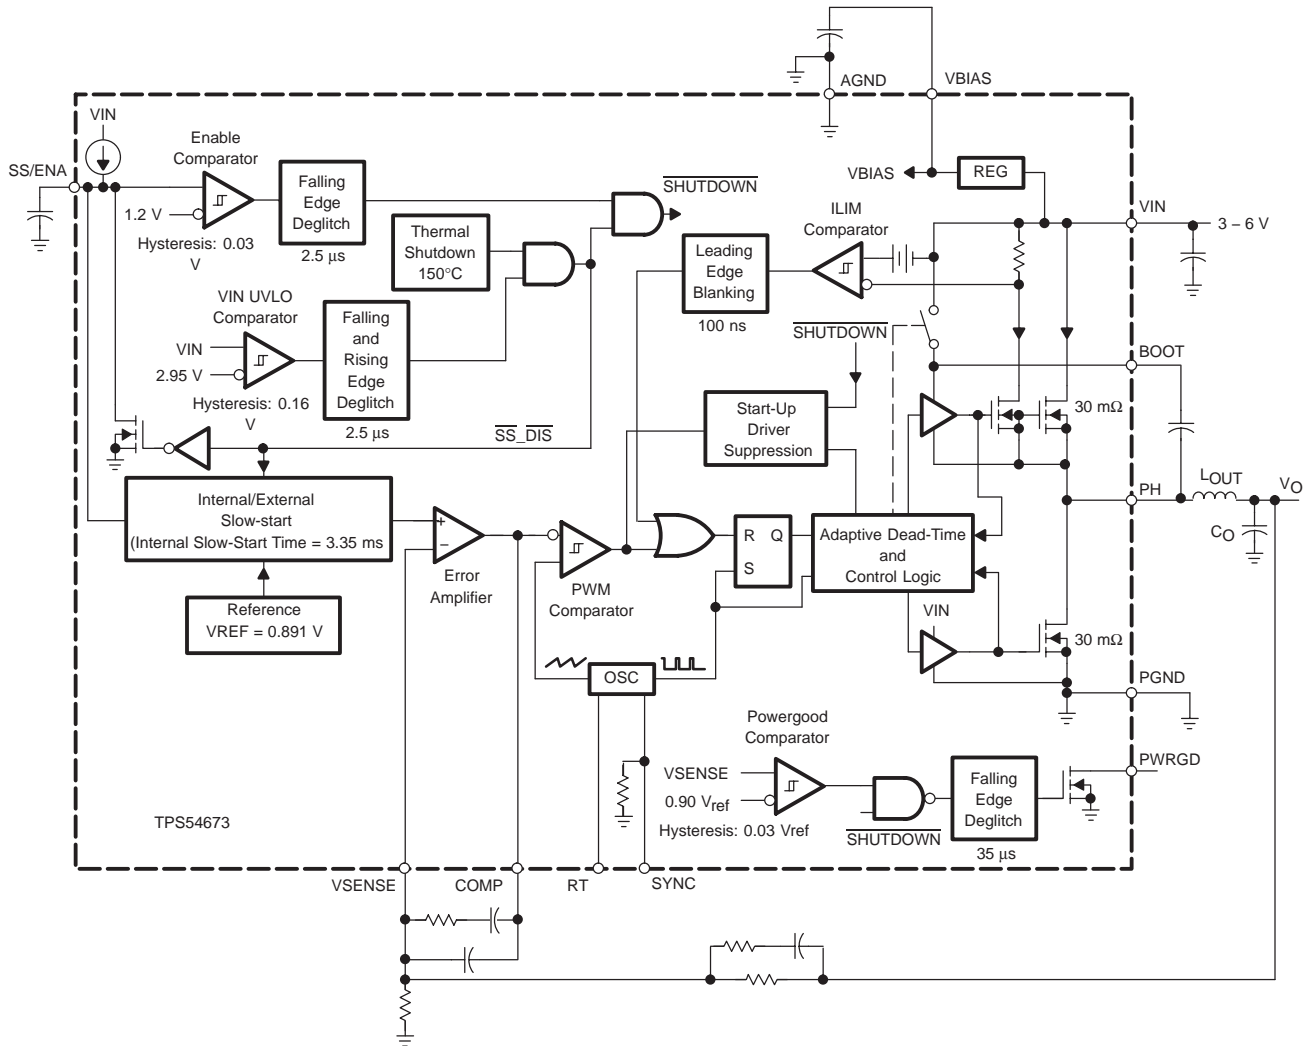 AGND
VBIAS
VIN
Enable
Comparator
SS/ENA
1.2 V
Hysteresis: 0.03
V
Falling
Edge
Deglitch
2.5 μs
SHUTDOWN
VBIAS
REG
VIN
3 – 6 V
ILIM
Comparator
Thermal
Shutdown
150°C
Leading
Edge
Blanking
100 ns
VIN UVLO
Comparator
VIN
2.95 V
Hysteresis: 0.16
V
Falling
and
Rising
Edge
Deglitch
2.5 μs
SHUTDOWN
BOOT
Start-Up
Driver
Suppression
30 mΩ
SS_DIS
Internal/External
Slow-start
(Internal Slow-Start Time = 3.35 ms
PH
LOUT
VO
CO
+
−
Error
Amplifier
PWM
Comparator
R Q
S
Adaptive Dead-Time
and
Control Logic
Reference
VREF = 0.891 V
VIN
30 mΩ
OSC
PGND
Powergood
Comparator
VSENSE
0.90 Vref
Hysteresis: 0.03 Vref
SHUTDOWN
Falling
Edge
Deglitch
35 μs
PWRGD
TPS54673
VSENSE
COMP
RT
SYNC